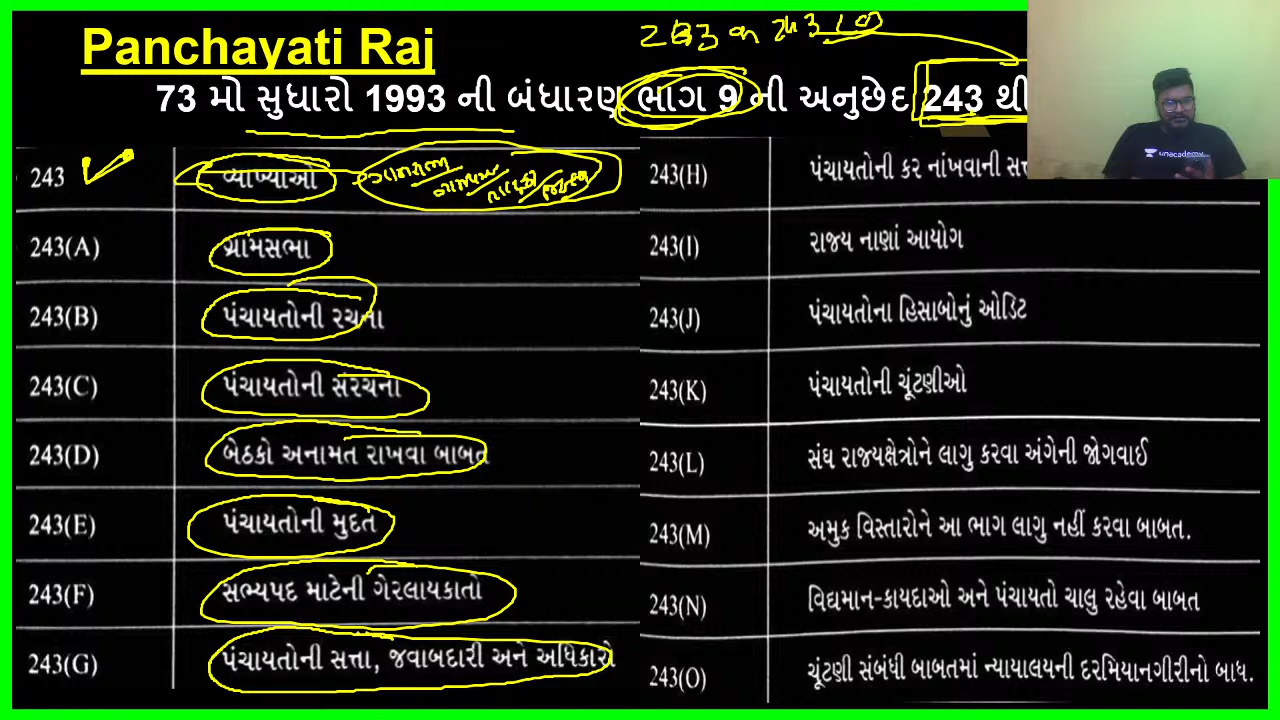 Panchayati Raj
73 મો સુધારો 1993 ની બંધારણ ભાગ 9 ની અનુછેદ 243 થી
unacademy
243 વ્યાખ્યાઓ
243(A) ગ્રામસભા
243(B) પંચાયતોની રચના
243(C) પંચાયતોની સંરચના
243(D) બેઠકો અનામત રાખવા બાબત
243(E) પંચાયતોની મુદત
243(F) સભ્યપદ માટેની ગેરલાયકાતો
243(G) પંચાયતોની સત્તા, જવાબદારી અને અધિકારો
243(H) પંચાયતોની કર નાંખવાની
243(I) રાજય નાણાં આયોગ
243(J) પંચાયતોના હિસાબોનું ઓડિટ
243(K) પંચાયતોની ચૂંટણીઓ
243(L) સંઘ રાજ્યક્ષેત્રોને લાગુ કરવા અંગેની જોગવાઈ
243(M) અમુક વિસ્તારોને આ ભાગ લાગુ નહીં કરવા બાબત.
243(N) વિદ્યમાન-કાયદાઓ અને પંચાયતો ચાલુ રહેવા બાબત
243(O) ચૂંટણી સંબંધી બાબતમાં ન્યાયાલયની દરમિયાનગીરીનો બાધ.